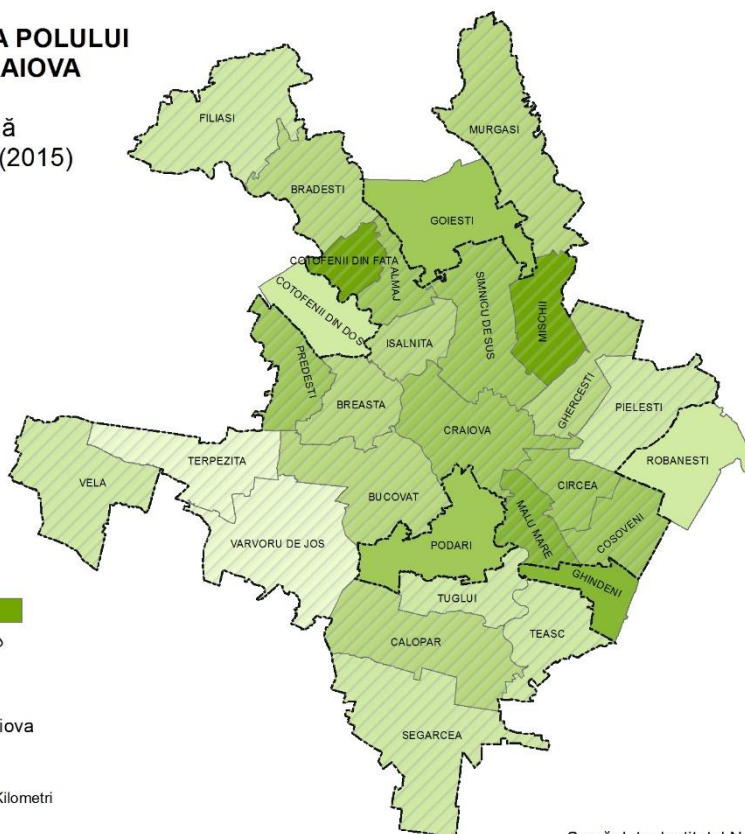 A POLULUI
AIOVA
ă
(2015)
FILIASI
MURGASI
BRADESTI
GOIESTI
COTOFENII DIN FATA
ALMAJ
SIMNICU DE SUS
MISCHII
COTOFENII DIN DOS
ISALNITA
PREDESTI
BREASTA
GHERCESTI
PIELESTI
CRAIOVA
ROBANESTI
TERPEZITA
VELA
BUCOVAT
CIRCEA
MALU MARE
COSOVENI
VARVORU DE JOS
PODARI
GHINDENI
TUGLUI
TEASC
CALOPAR
SEGARCEA
iova
Kilometri